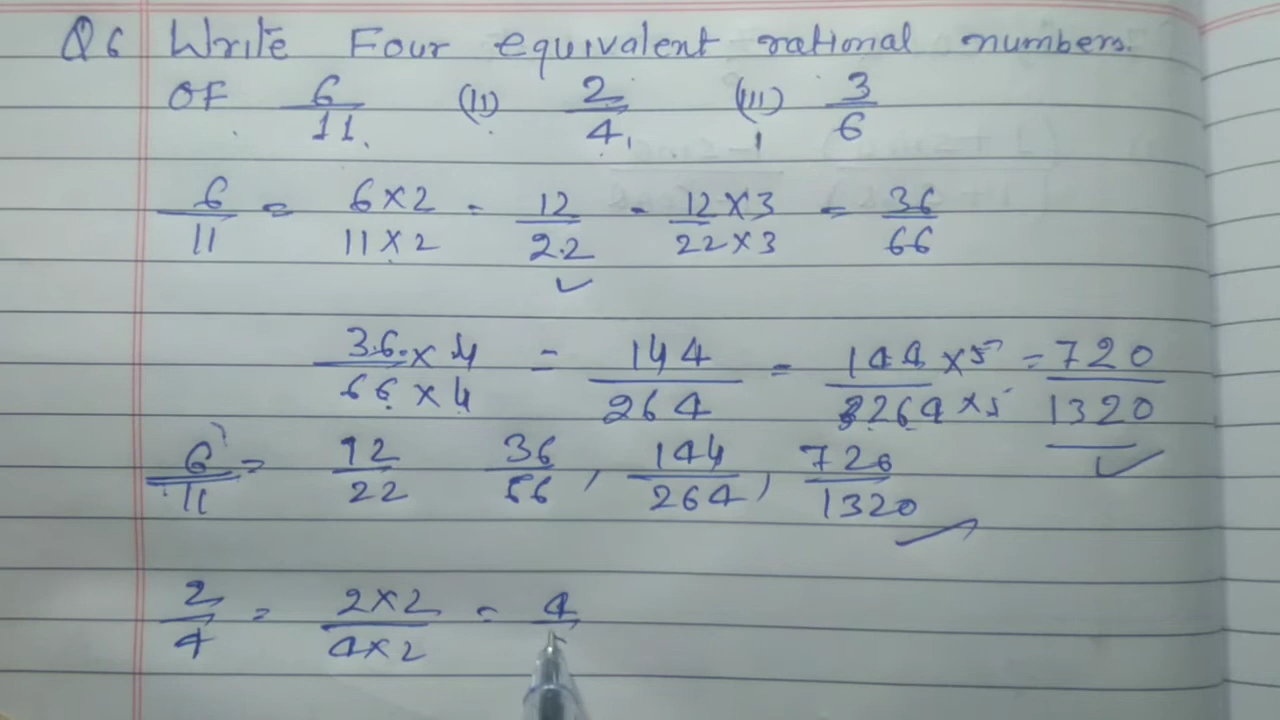 Q6 Write Four equivalent rational numbers.
OF 6/11 (II) 2/4 (III) 3/6
6/11 = 6×2/11×2 = 12/22 = 12×3/22×3 = 36/66
36×4/66×4 = 144/264 = 144×5/264×5 = 720/1320
6/11 = 12/22 36/66, 144/264, 720/1320
2/4 = 2×2/4×2 = 4/